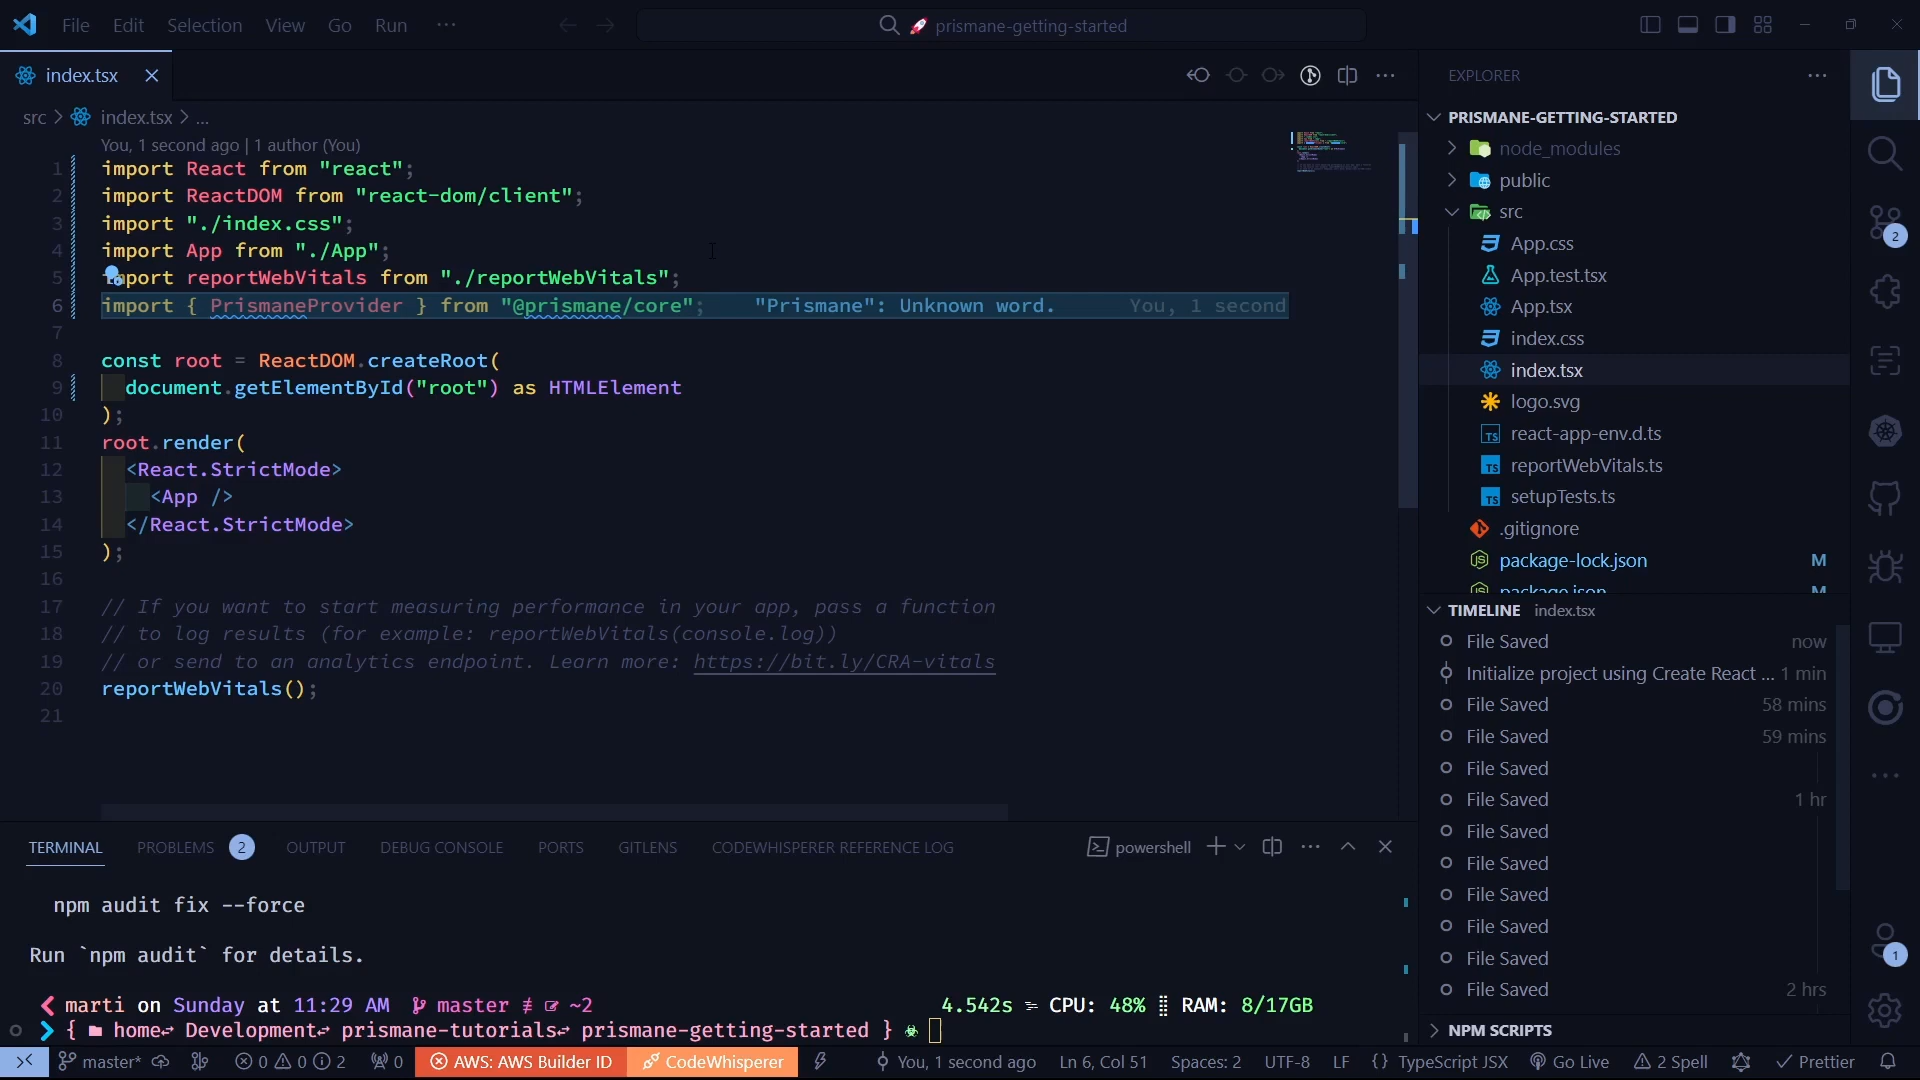 File Edit Selection View Go Run ···
prismane-getting-started
index.tsx
src > index.tsx > ...
You, 1 second ago | 1 author (You)
1 import React from "react";
2 import ReactDOM from "react-dom/client";
3 import "./index.css";
4 import App from "./App";
5 import reportWebVitals from "./reportWebVitals";
6 import { PrismaneProvider } from "@prismane/core"; "Prismane": Unknown word. You, 1 second
7
8 const root = ReactDOM.createRoot(
9 document.getElementById("root") as HTMLElement
10 );
11 root.render(
12 <React.StrictMode>
13 <App />
14 </React.StrictMode>
15 );
16
17 // If you want to start measuring performance in your app, pass a function
18 // to log results (for example: reportWebVitals(console.log))
19 // or send to an analytics endpoint. Learn more: https://bit.ly/CRA-vitals
20 reportWebVitals();
21
EXPLORER
PRISMANE-GETTING-STARTED
node_modules
public
src
App.css
App.test.tsx
App.tsx
index.css
index.tsx
logo.svg
react-app-env.d.ts
reportWebVitals.ts
setupTests.ts
.gitignore
package-lock.json M
package.json M
TIMELINE index.tsx
File Saved now
Initialize project using Create React ... 1 min
File Saved 58 mins
File Saved 59 mins
File Saved
File Saved 1 hr
File Saved
File Saved
File Saved
File Saved
File Saved
File Saved 2 hrs
NPM SCRIPTS
2
1
TERMINAL PROBLEMS 2 OUTPUT DEBUG CONSOLE PORTS GITLENS CODEWHISPERER REFERENCE LOG
powershell
npm audit fix --force
Run `npm audit` for details.
marti on Sunday at 11:29 AM master ≢ ~2 4.542s CPU: 48% RAM: 8/17GB
{ home Development prismane-tutorials prismane-getting-started }
master* 0 0 2 0 AWS: AWS Builder ID CodeWhisperer You, 1 second ago Ln 6, Col 51 Spaces: 2 UTF-8 LF {} TypeScript JSX Go Live 2 Spell Prettier